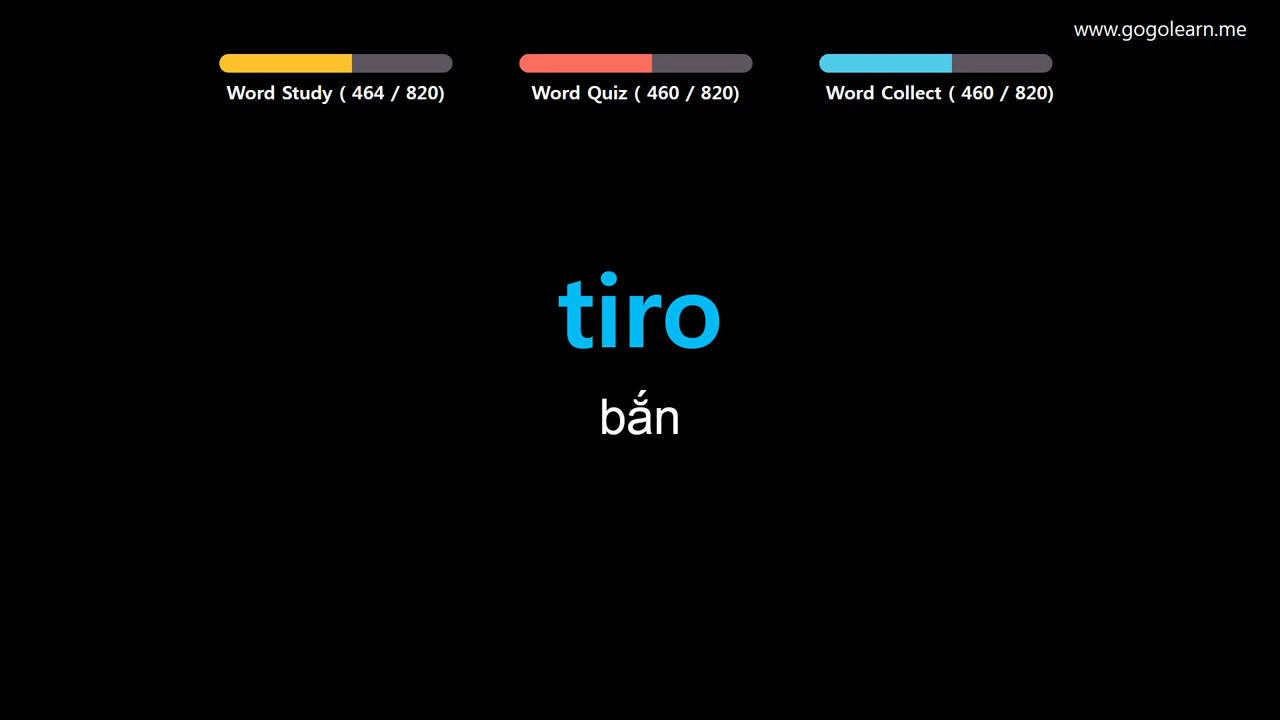 www.gogolearn.me
Word Study ( 464 / 820)
Word Quiz ( 460 / 820)
Word Collect ( 460 / 820)
tiro
bắn